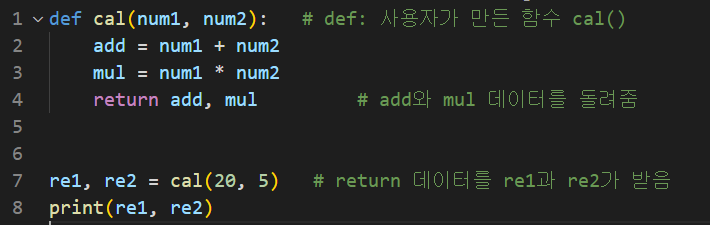 1 def cal(num1, num2):   # def: 사용자가 만든 함수 cal()
2     add = num1 + num2
3     mul = num1 * num2
4     return add, mul         # add와 mul 데이터를 돌려줌
5
6
7 re1, re2 = cal(20, 5)   # return 데이터를 re1과 re2가 받음
8 print(re1, re2)